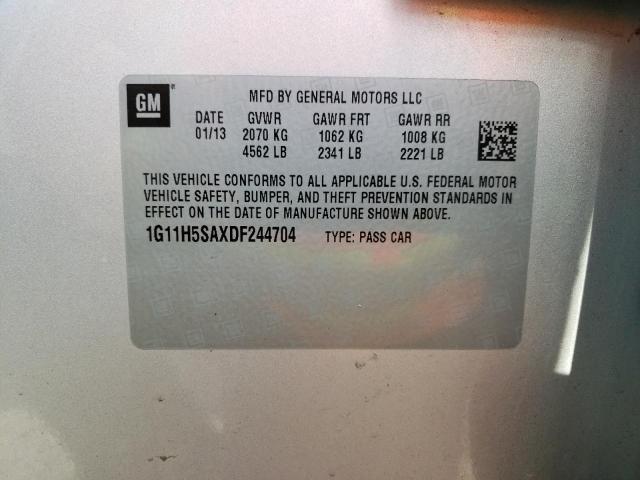 GM
MFD BY GENERAL MOTORS LLC
DATE GVWR GAWR FRT GAWR RR
01/13 2070 KG 1062 KG 1008 KG
4562 LB 2341 LB 2221 LB
THIS VEHICLE CONFORMS TO ALL APPLICABLE U.S. FEDERAL MOTOR
VEHICLE SAFETY, BUMPER, AND THEFT PREVENTION STANDARDS IN
EFFECT ON THE DATE OF MANUFACTURE SHOWN ABOVE.
1G11H5SAXDF244704 TYPE: PASS CAR